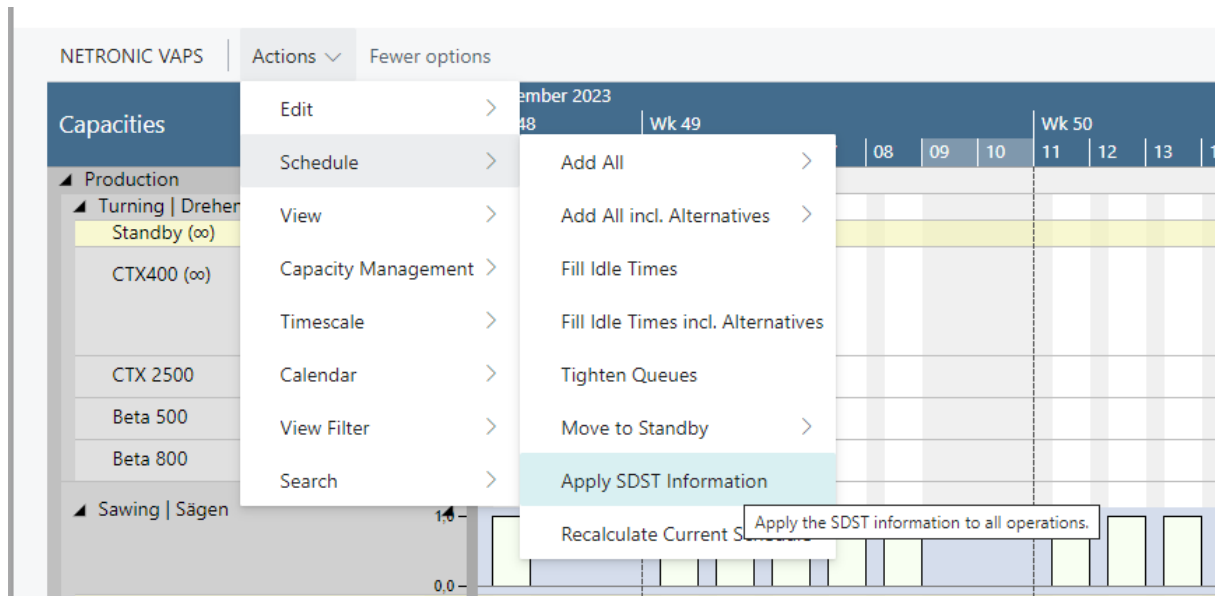 NETRONIC VAPS
Actions
Fewer options
Capacities
Wk 49
Wk 50
08 09 10 11 12 13
Production
Turning | Drehen
Standby (∞)
CTX400 (∞)
CTX 2500
Beta 500
Beta 800
Sawing | Sägen
1,0
0,0
Edit
Schedule
View
Capacity Management
Timescale
Calendar
View Filter
Search
2023
48
Add All
Add All incl. Alternatives
Fill Idle Times
Fill Idle Times incl. Alternatives
Tighten Queues
Move to Standby
Apply SDST Information
Apply the SDST information to all operations.
Recalculate Current